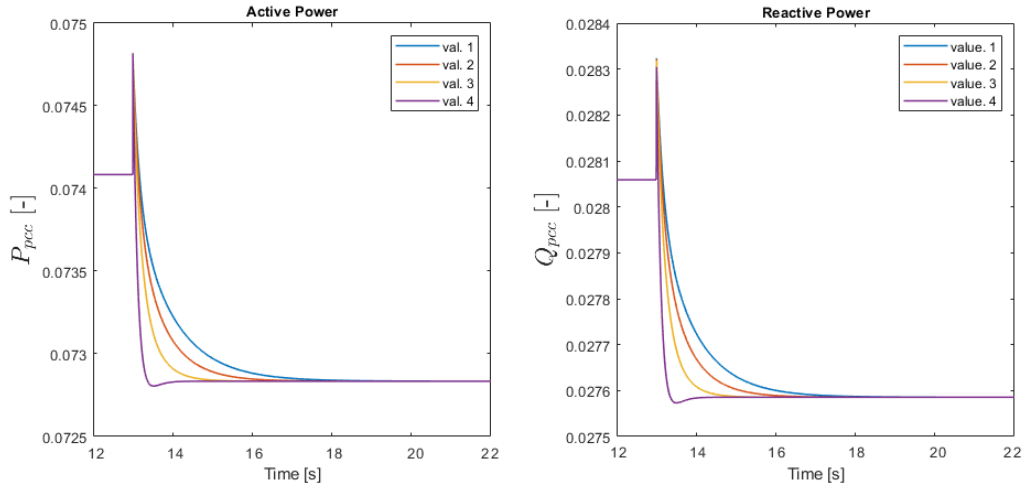 Active Power
0.075
0.0745
0.074
0.0735
0.073
0.0725
12
14
16
18
20
22
Time [s]
P_pcc [-]
val. 1
val. 2
val. 3
val. 4
Reactive Power
0.0284
0.0283
0.0282
0.0281
0.028
0.0279
0.0278
0.0277
0.0276
0.0275
12
14
16
18
20
22
Time [s]
Q_pcc [-]
value. 1
value. 2
value. 3
value. 4